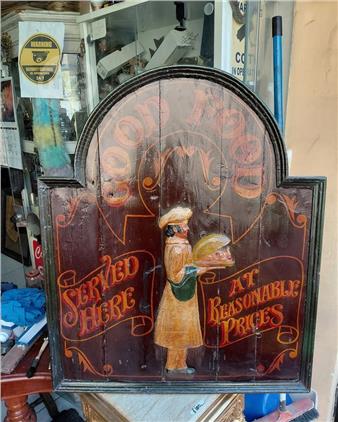 WARNING
GOOD FOOD
SERVED
HERE
AT
REASONABLE
PRICES